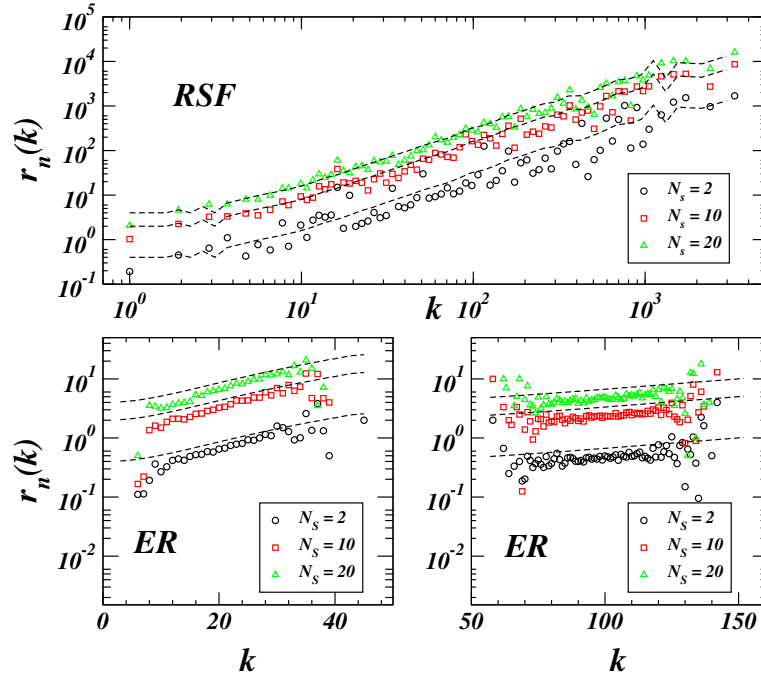 r_n(k)
10^4
10^3
10^2
10^1
10^0
10^-1
RSF
N_s = 2
N_s = 10
N_s = 20
10^0 10^1 10^2 10^3
k
r_n(k)
10^1
10^0
10^-1
10^-2
ER
N_S = 2
N_S = 10
N_S = 20
0 20 40
k
r_n(k)
10^1
10^0
10^-1
10^-2
ER
N_S = 2
N_S = 10
N_S = 20
50 100 150
k